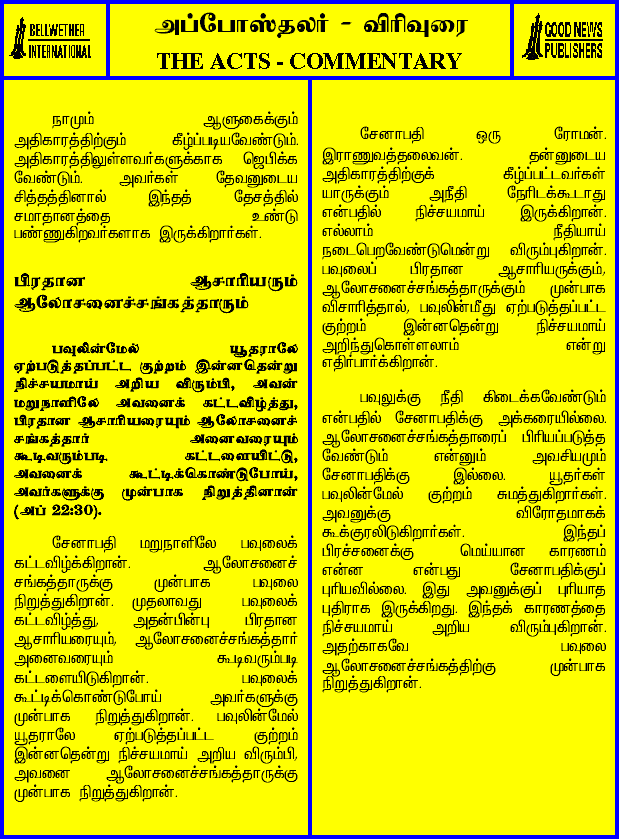 BELLWETHER
INTERNATIONAL
அப்போஸ்தலர் - விரிவுரை
THE ACTS - COMMENTARY
GOOD NEWS
PUBLISHERS
நாமும் ஆளுகைக்கும்
அதிகாரத்திற்கும் கீழ்ப்படியவேண்டும்.
அதிகாரத்திலுள்ளவர்களுக்காக ஜெபிக்க
வேண்டும். அவர்கள் தேவனுடைய
சித்தத்தினால் இந்தத் தேசத்தில்
சமாதானத்தை உண்டு
பண்ணுகிறவர்களாக இருக்கிறார்கள்.
பிரதான ஆசாரியரும்
ஆலோசனைச்சங்கத்தாரும்
பவுலின்மேல் யூதராலே
ஏற்படுத்தப்பட்ட குற்றம் இன்னதென்று
நிச்சயமாய் அறிய விரும்பி, அவன்
மறுநாளிலே அவனைக் கட்டவிழ்த்து,
பிரதான ஆசாரியரையும் ஆலோசனைச்
சங்கத்தார் அனைவரையும்
கூடிவரும்படி கட்டளையிட்டு,
அவனைக் கூட்டிக்கொண்டுபோய்,
அவர்களுக்கு முன்பாக நிறுத்தினான்
(அப் 22:30).
சேனாபதி மறுநாளிலே பவுலைக்
கட்டவிழ்க்கிறான். ஆலோசனைச்
சங்கத்தாருக்கு முன்பாக பவுலை
நிறுத்துகிறான். முதலாவது பவுலைக்
கட்டவிழ்த்து, அதன்பின்பு பிரதான
ஆசாரியரையும், ஆலோசனைச்சங்கத்தார்
அனைவரையும் கூடிவரும்படி
கட்டளையிடுகிறான். பவுலைக்
கூட்டிக்கொண்டுபோய் அவர்களுக்கு
முன்பாக நிறுத்துகிறான். பவுலின்மேல்
யூதராலே ஏற்படுத்தப்பட்ட குற்றம்
இன்னதென்று நிச்சயமாய் அறிய விரும்பி,
அவனை ஆலோசனைச்சங்கத்தாருக்கு
முன்பாக நிறுத்துகிறான்.
சேனாபதி ஒரு ரோமன்.
இராணுவத்தலைவன். தன்னுடைய
அதிகாரத்திற்குக் கீழ்ப்பட்டவர்கள்
யாருக்கும் அநீதி நேரிடக்கூடாது
என்பதில் நிச்சயமாய் இருக்கிறான்.
எல்லாம் நீதியாய்
நடைபெறவேண்டுமென்று விரும்புகிறான்.
பவுலைப் பிரதான ஆசாரியருக்கும்,
ஆலோசனைச்சங்கத்தாருக்கும் முன்பாக
விசாரித்தால், பவுலின்மீது ஏற்படுத்தப்பட்ட
குற்றம் இன்னதென்று நிச்சயமாய்
அறிந்துகொள்ளலாம் என்று
எதிர்பார்க்கிறான்.
பவுலுக்கு நீதி கிடைக்கவேண்டும்
என்பதில் சேனாபதிக்கு அக்கரையில்லை.
ஆலோசனைச்சங்கத்தாரைப் பிரியப்படுத்த
வேண்டும் என்னும் அவசியமும்
சேனாபதிக்கு இல்லை. யூதர்கள்
பவுலின்மேல் குற்றம் சுமத்துகிறார்கள்.
அவனுக்கு விரோதமாகக்
கூக்குரலிடுகிறார்கள். இந்தப்
பிரச்சனைக்கு மெய்யான காரணம்
என்ன என்பது சேனாபதிக்குப்
புரியவில்லை. இது அவனுக்குப் புரியாத
புதிராக இருக்கிறது. இந்தக் காரணத்தை
நிச்சயமாய் அறிய விரும்புகிறான்.
அதற்காகவே பவுலை
ஆலோசனைச்சங்கத்திற்கு முன்பாக
நிறுத்துகிறான்.